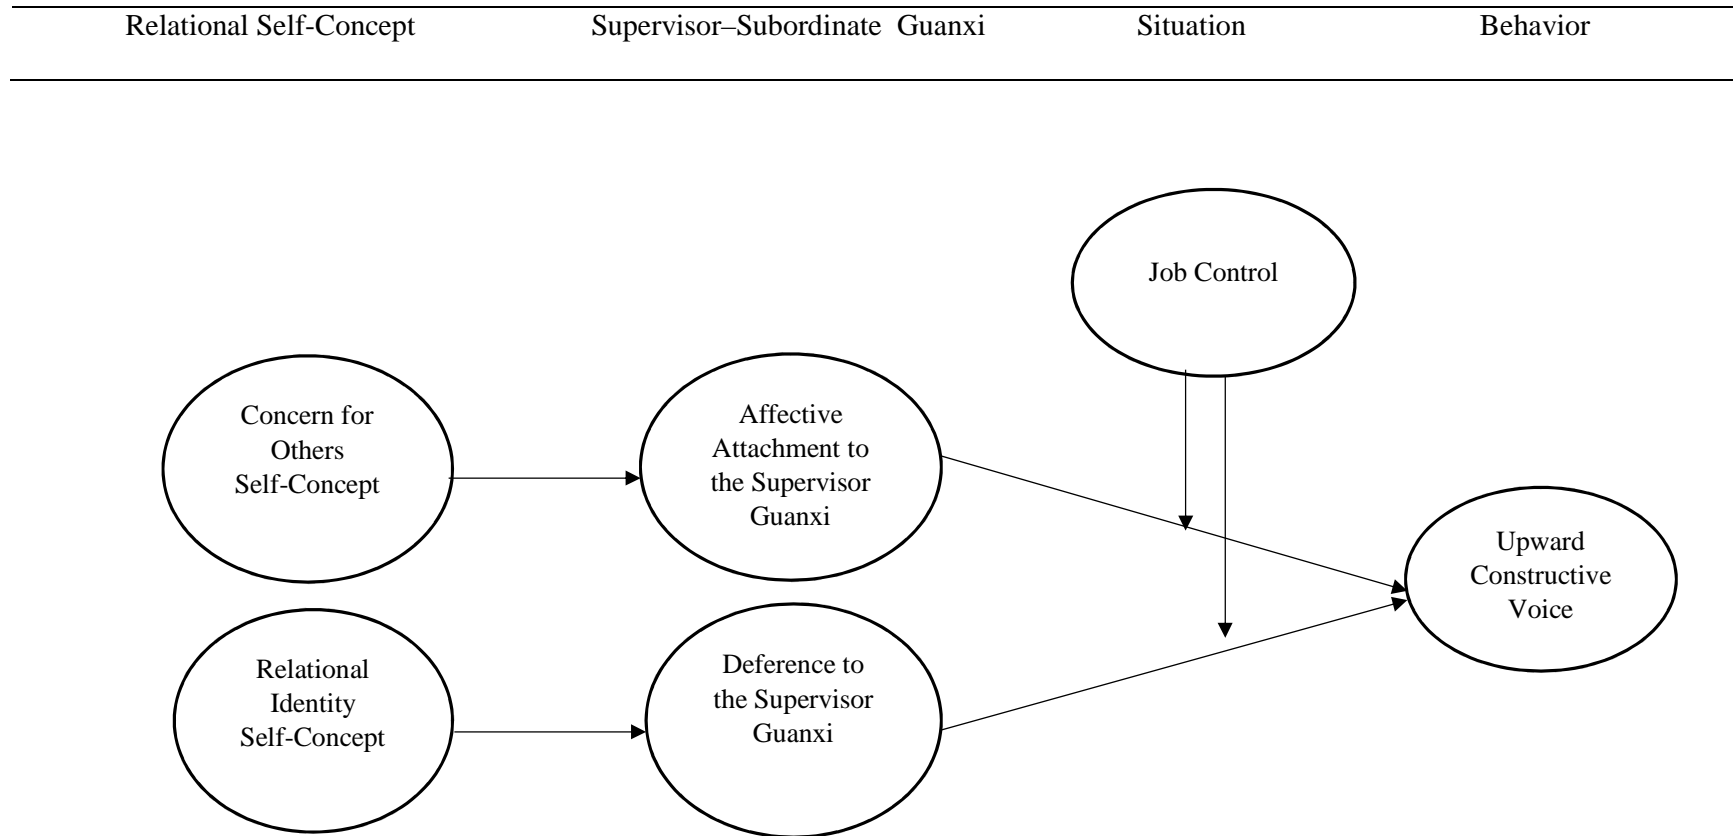 Relational Self-Concept Supervisor–Subordinate Guanxi Situation Behavior
Job Control
Concern for
Others
Self-Concept
Affective
Attachment to
the Supervisor
Guanxi
Upward
Constructive
Voice
Relational
Identity
Self-Concept
Deference to
the Supervisor
Guanxi